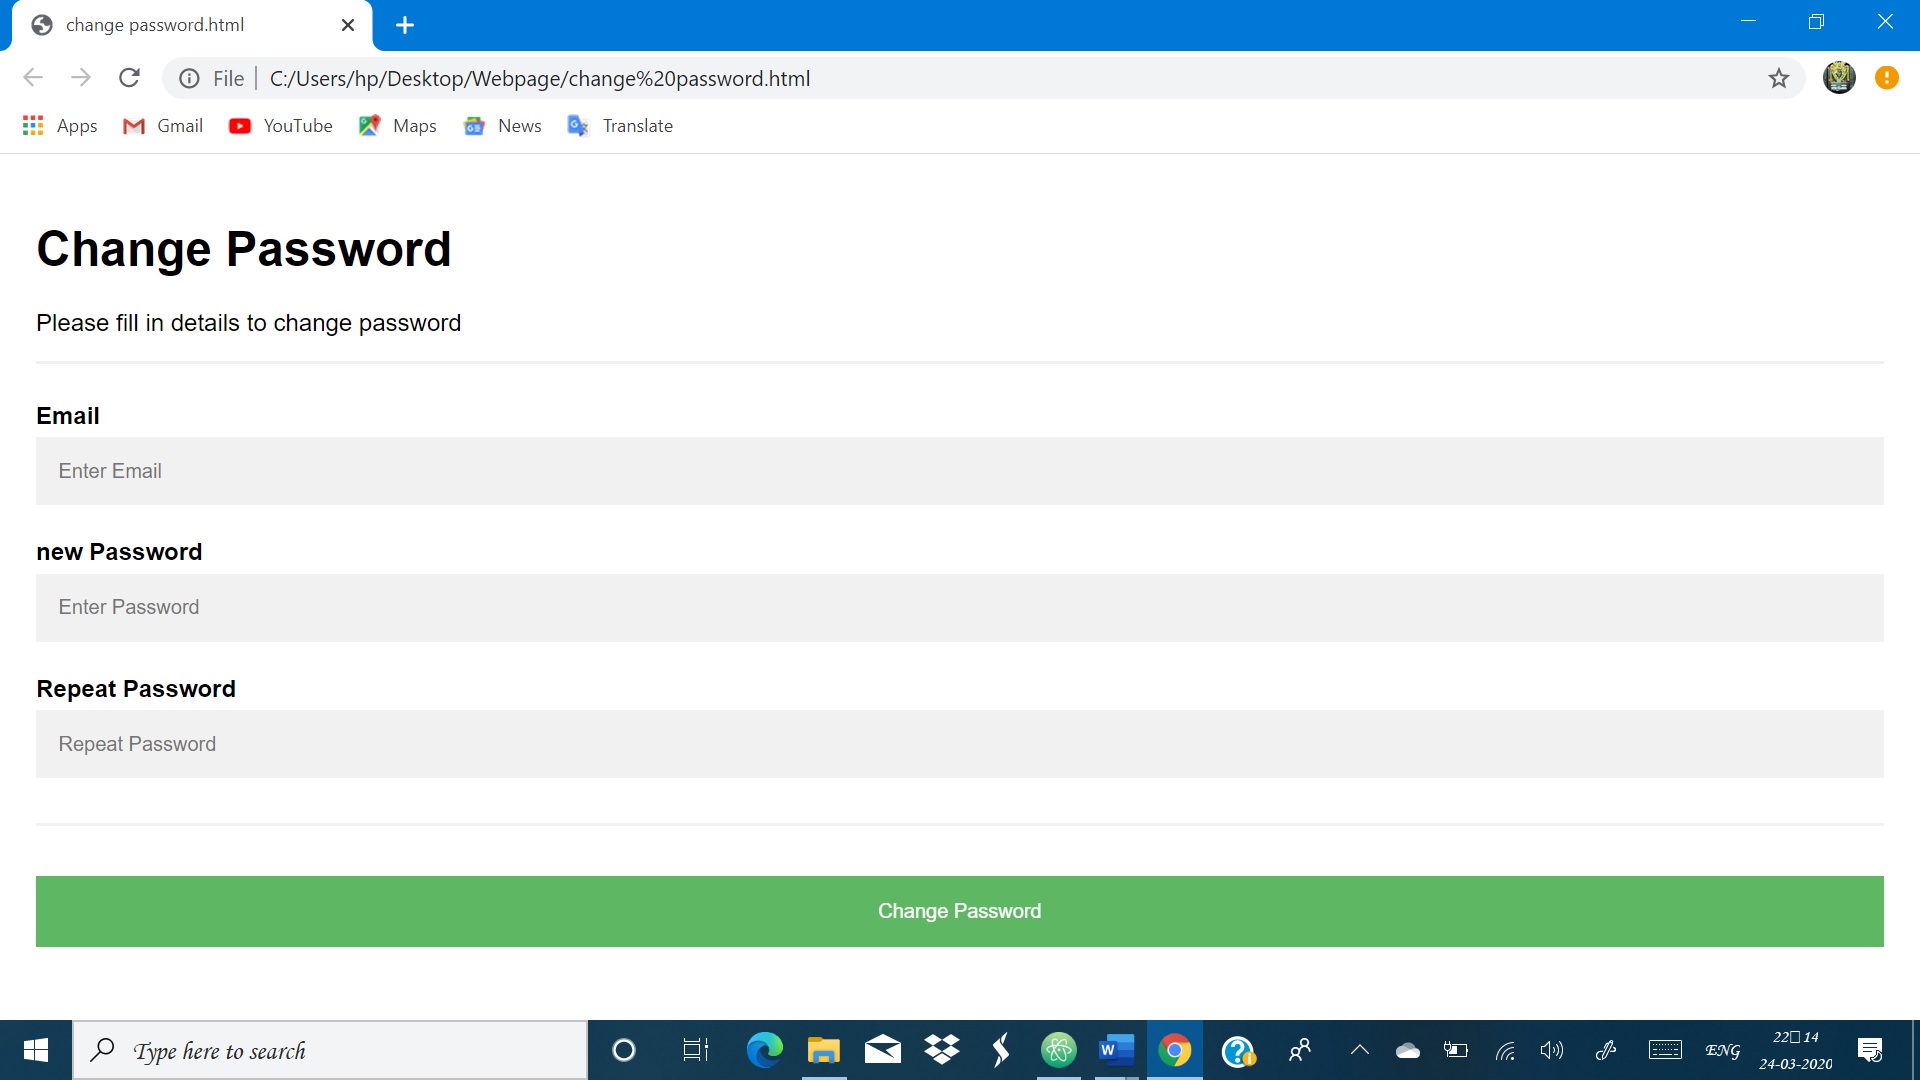 change password.html
File C:/Users/hp/Desktop/Webpage/change%20password.html
Apps Gmail YouTube Maps News Translate
Change Password
Please fill in details to change password
Email
Enter Email
new Password
Enter Password
Repeat Password
Repeat Password
Change Password
Type here to search
ENG
22□14
24-03-2020